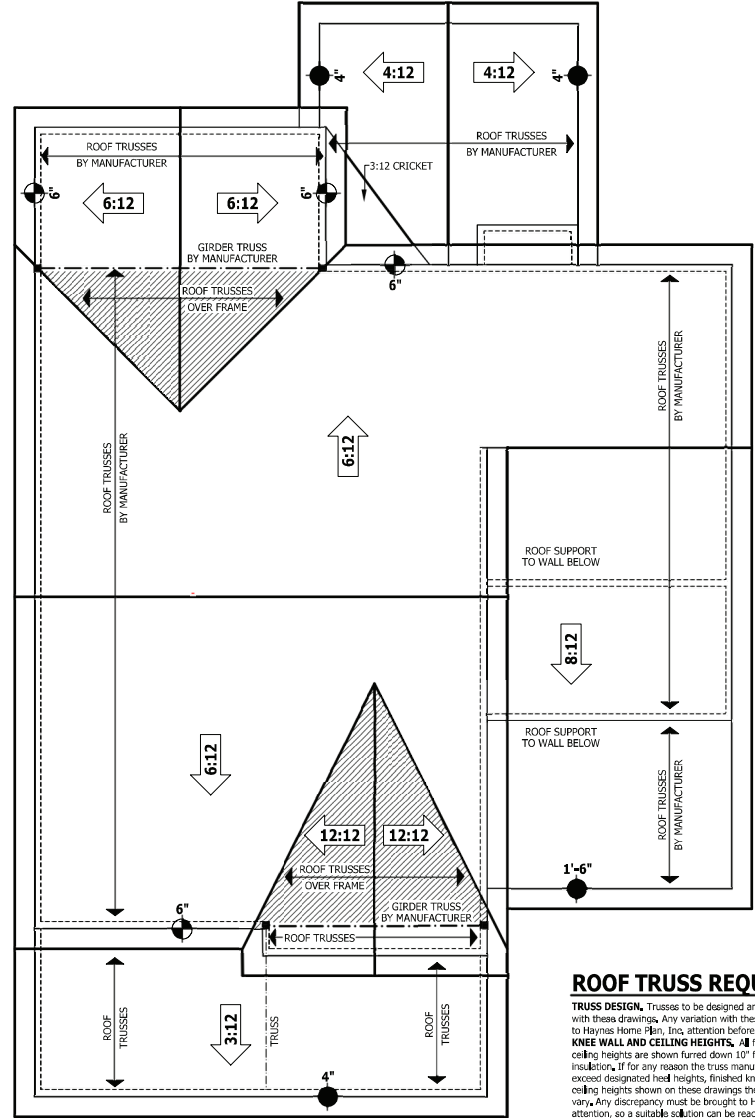 4"
4:12
4:12
4"
ROOF TRUSSES
BY MANUFACTURER
ROOF TRUSSES
BY MANUFACTURER
3:12 CRICKET
6"
6:12
6:12
6"
GIRDER TRUSS
BY MANUFACTURER
6"
ROOF TRUSSES
OVER FRAME
ROOF TRUSSES
BY MANUFACTURER
ROOF TRUSSES
BY MANUFACTURER
6:12
ROOF SUPPORT
TO WALL BELOW
8:12
ROOF SUPPORT
TO WALL BELOW
6:12
ROOF TRUSSES
BY MANUFACTURER
12:12
12:12
ROOF TRUSSES
OVER FRAME
1'-6"
GIRDER TRUSS
BY MANUFACTURER
6"
ROOF TRUSSES
ROOF
TRUSSES
3:12
TRUSS
ROOF
TRUSSES
4"
ROOF TRUSS REQU
TRUSS DESIGN. Trusses to be designed an
with these drawings. Any variation with thes
to Haynes Home Plan, Inc. attention before
KNEE WALL AND CEILING HEIGHTS. All f
ceiling heights are shown furred down 10" f
insulation. If for any reason the truss manu
exceed designated heel heights, finished k
ceiling heights shown on these drawings the
vary. Any discrepancy must be brought to H
attention, so a suitable solution can be reac